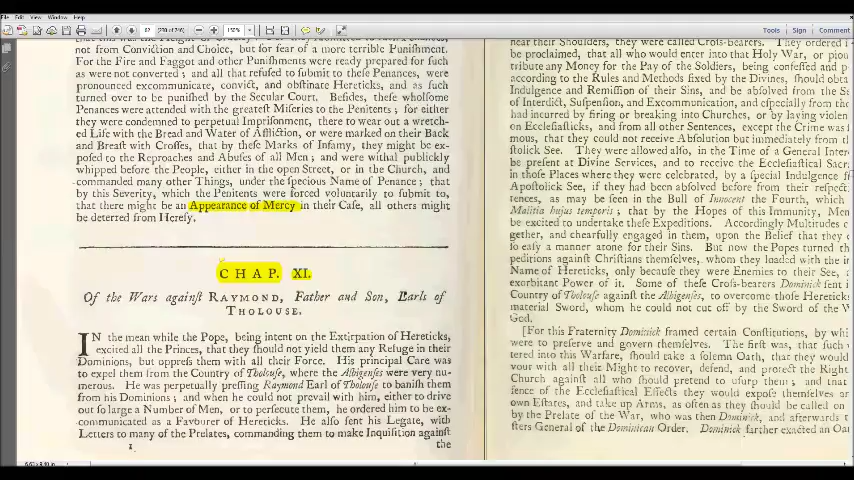 File Edit View Window Help
62 (230 of 746) 150% Tools Sign Comment
not from Conviction and Choice, but for fear of a more terrible Punishment.
For the Fire and Faggot and other Punishments were ready prepared for such
as were not converted; and all that refused to submit to these Penances, were
pronounced excommunicate, convict, and obstinate Hereticks, and as such
turned over to be punished by the Secular Court. Besides, these wholsome
Penances were attended with the greatest Miseries to the Penitents; for either
they were condemned to perpetual Imprisonment, there to wear out a wretch-
ed Life with the Bread and Water of Affliction, or were marked on their Back
and Breast with Crosses, that by these Marks of Infamy, they might be ex-
posed to the Reproaches and Abuses of all Men; and were withal publickly
whipped before the People, either in the open Street, or in the Church, and
commanded many other Things, under the specious Name of Penance; that
by this Severity, which the Penitents were forced voluntarily to submit to,
that there might be an Appearance of Mercy in their Case, all others might
be deterred from Heresy.
CHAP. XI.
Of the Wars against RAYMOND, Father and Son, Earls of
THOLOUSE.
IN the mean while the Pope, being intent on the Extirpation of Hereticks,
excited all the Princes, that they should not yield them any Refuge in their
Dominions, but oppress them with all their Force. His principal Care was
to expel them from the Country of Tholouse, where the Albigenses were very nu-
merous. He was perpetually pressing Raymond Earl of Tholouse to banish them
from his Dominions; and when he could not prevail with him, either to drive
out so large a Number of Men, or to persecute them, he ordered him to be ex-
communicated as a Favourer of Hereticks. He also sent his Legate, with
Letters to many of the Prelates, commanding them to make Inquisition against
the
near their Shoulders, they were called Cross-bearers. They ordered i
be proclaimed, that all who would enter into that Holy War, or piou
tribute any Money for the Pay of the Soldiers, being confessed and p
according to the Rules and Methods fixed by the Divines, should obta
Indulgence and Remission of their Sins, and be absolved from the Se
of Interdict, Suspension, and Excommunication, and especially from tha
had incurred by firing or breaking into Churches, or by laying violen
on Ecclesiasticks, and from all other Sentences, except the Crime was
mous, that they could not receive Absolution but immediately from t
stolick See. They were allowed also, in the Time of a General Inter
be present at Divine Services, and to receive the Ecclesiastical Sacr
in those Places where they were celebrated, by a special Indulgence
Apostolick See, if they had been absolved before from their respect
tences, as may be seen in the Bull of Innocent the Fourth, which
Malitia hujus temporis; that by the Hopes of this Immunity, Men
be excited to undertake these Expeditions. Accordingly Multitudes
gether, and chearfully engaged in them, upon the Belief that they c
so easy a manner atone for their Sins. But now the Popes turned th
peditions against Christians themselves, whom they loaded with the i
Name of Hereticks, only because they were Enemies to their See,
exorbitant Power of it. Some of these Cross-bearers Dominick sent i
Country of Tholouse against the Albigenses, to overcome those Heretick
material Sword, whom he could not cut off by the Sword of the W
God.
[For this Fraternity Dominick framed certain Constitutions, by whi
were to preserve and govern themselves. The first was, that such
tered into this Warfare, should take a solemn Oath, that they would
vour with all their Might to recover, defend, and protect the Right
Church against all who should pretend to usurp them; and that
fence of the Ecclesiastical Effects they would expose themselves or
own Estates, and take up Arms, as often as they should be called on
by the Prelate of the War, who was then Dominick, and afterwards
sters General of the Dominican Order. Dominick farther exacted an Oa